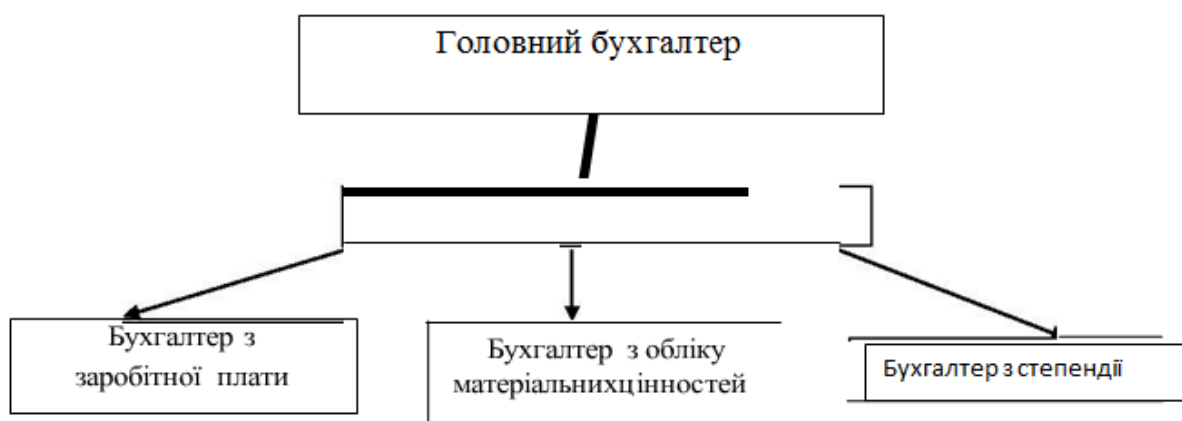 Головний бухгалтер
Бухгалтер з
заробітної плати
Бухгалтер з обліку
матеріальнихцінностей
Бухгалтер з степендії